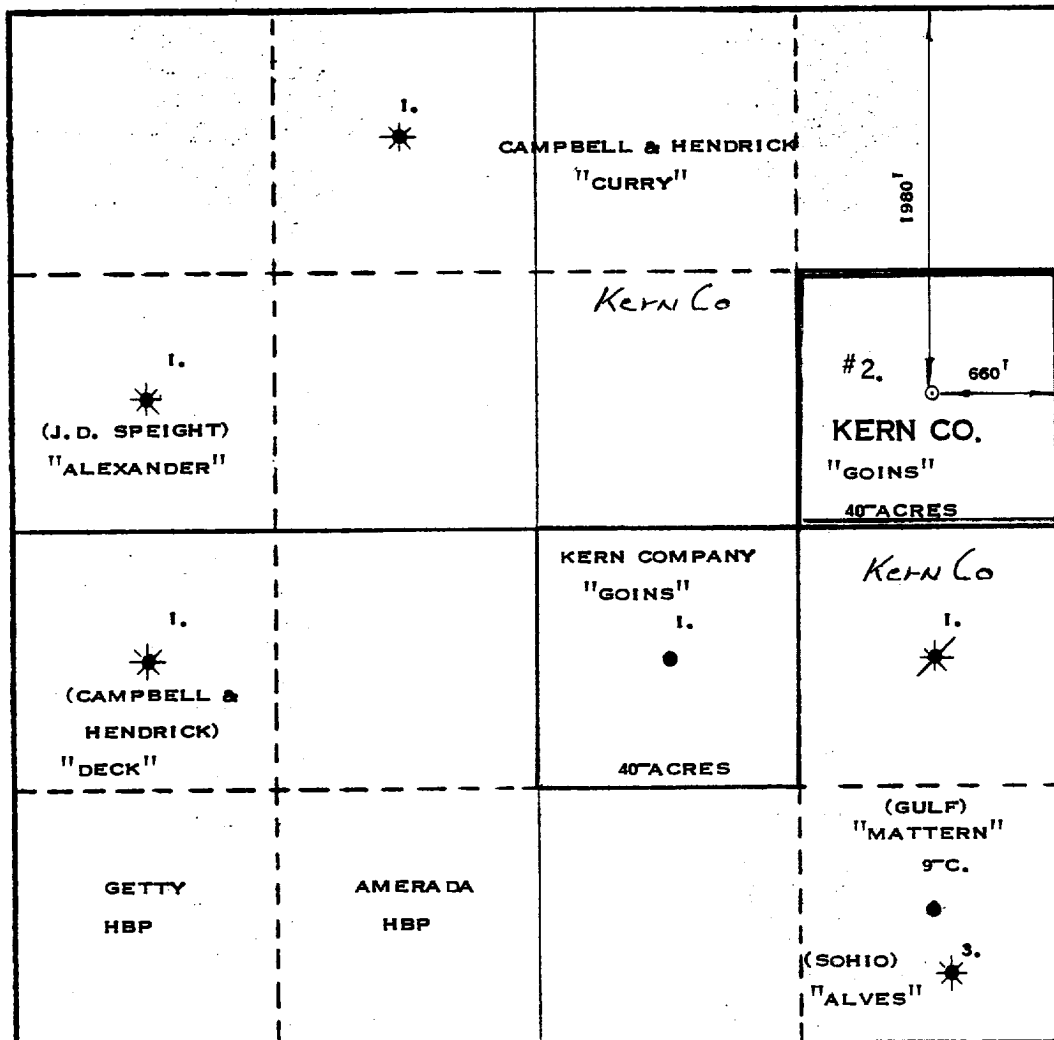 1.
CAMPBELL & HENDRICK
"CURRY"
1980'
Kern Co
1.
(J.D. SPEIGHT)
"ALEXANDER"
#2.
660'
KERN CO.
"GOINS"
40 ACRES
1.
(CAMPBELL &
HENDRICK)
"DECK"
KERN COMPANY
"GOINS"
1.
40 ACRES
Kern Co
1.
GETTY
HBP
AMERADA
HBP
(GULF)
"MATTERN"
9-C.
(SOHIO)
3.
"ALVES"